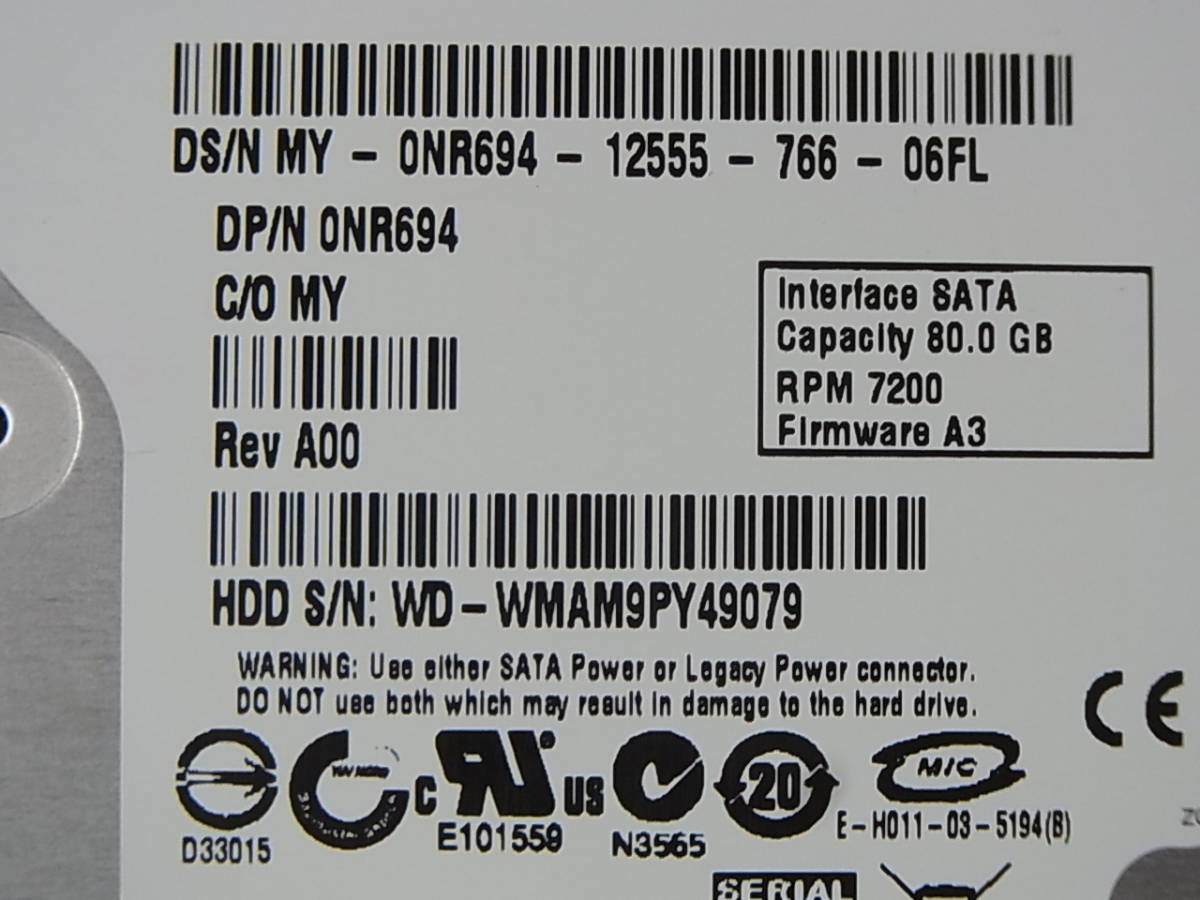 DS/N MY - 0NR694 - 12555 - 766 - 06FL
DP/N 0NR694
C/O MY
Interface SATA
Capacity 80.0 GB
RPM 7200
Firmware A3
Rev A00
HDD S/N: WD-WMAM9PY49079
WARNING: Use either SATA Power or Legacy Power connector.
DO NOT use both which may result in damage to the hard drive.
CE
C US
20
MIC
D33015
E101559
N3565
E-H011-03-5194(B)
SERIAL